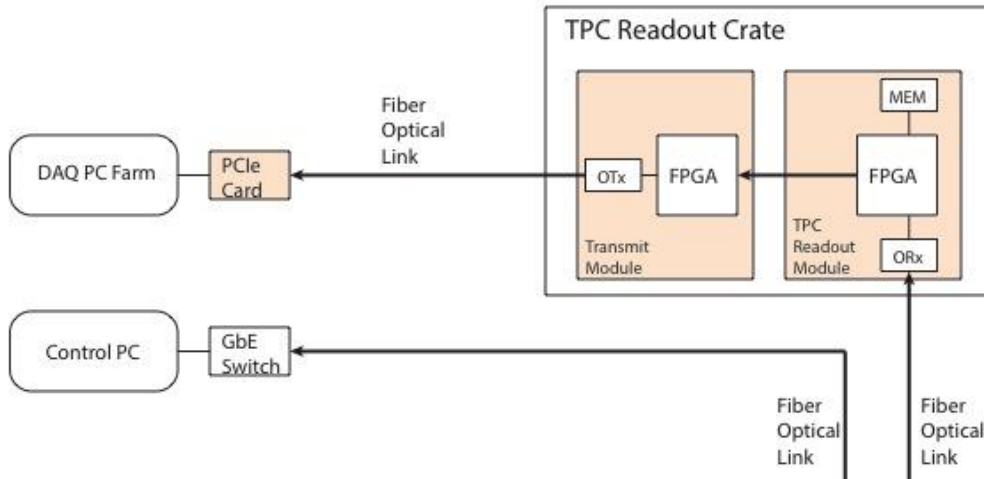 TPC Readout Crate
MEM
Fiber
Optical
Link
DAQ PC Farm
PCIe
Card
OTx
FPGA
FPGA
Transmit
Module
TPC
Readout
Module
ORx
Control PC
GbE
Switch
Fiber
Optical
Link
Fiber
Optical
Link